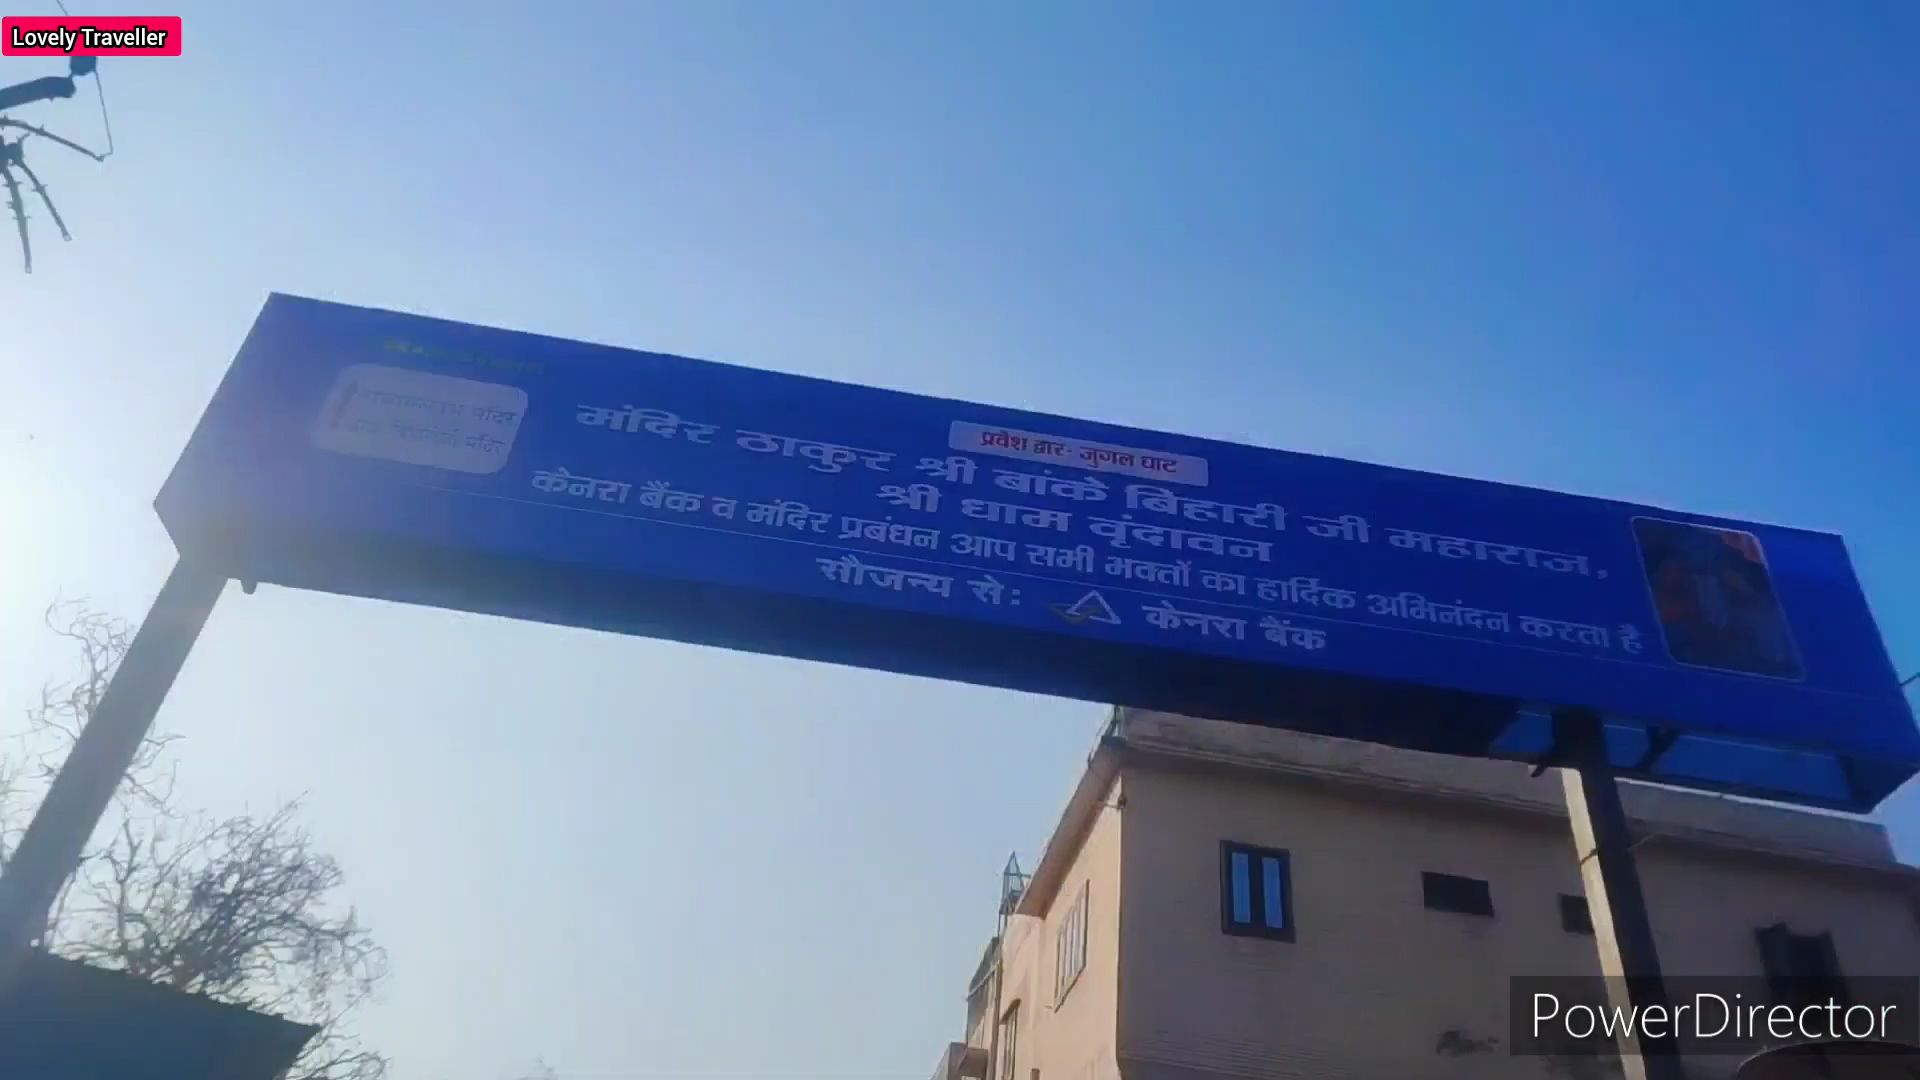 Lovely Traveller
प्रवेश द्वार- जुगल घाट
मंदिर ठाकुर श्री बांके बिहारी जी महाराज,
श्री धाम वृंदावन
केनरा बैंक व मंदिर प्रबंधन आप सभी भक्तों का हार्दिक अभिनंदन करता है
सौजन्य से: केनरा बैंक
मंदिर
मंदिर
PowerDirector